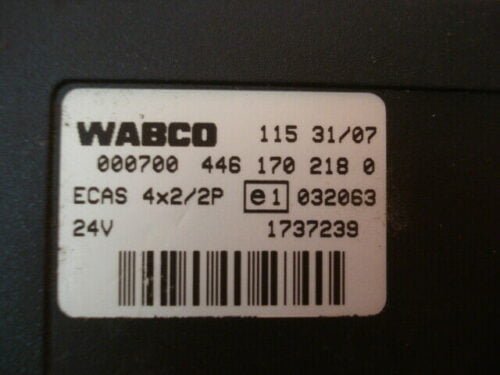 WABCO 115 31/07
000700 446 170 218 0
ECAS 4x2/2P e1 032063
24V 1737239